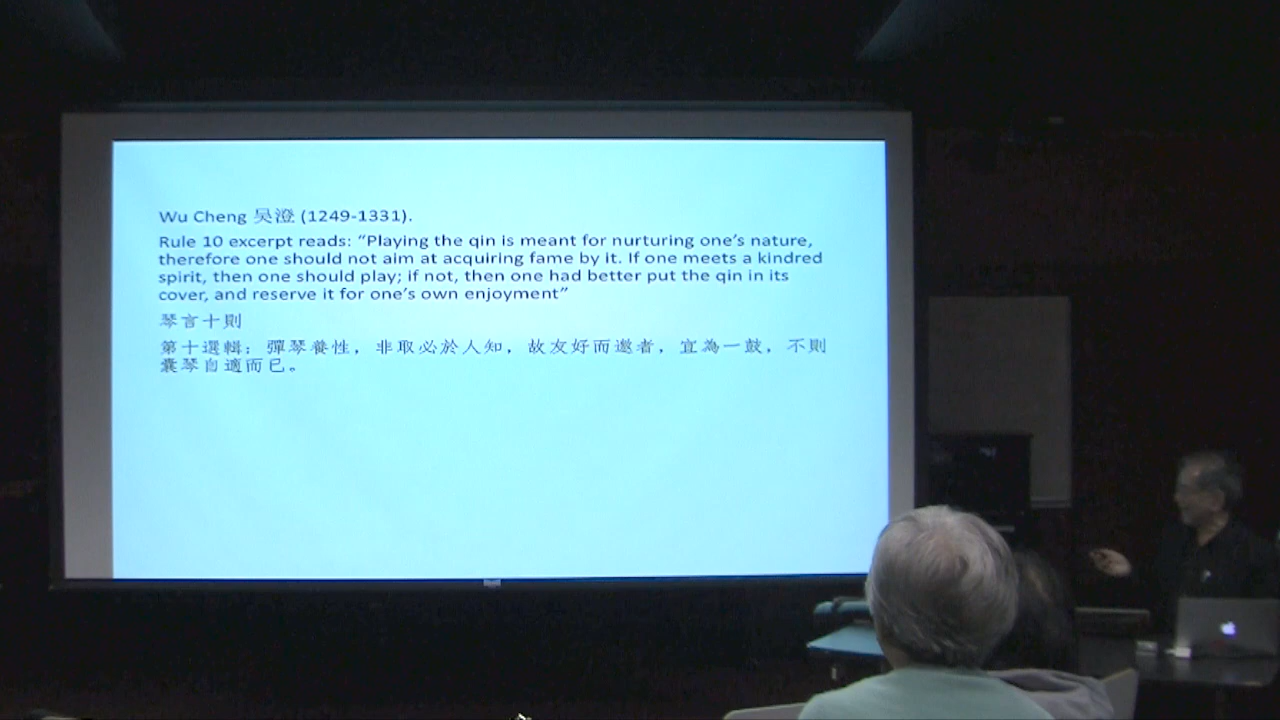 Wu Cheng 吳澄 (1249-1331).
Rule 10 excerpt reads: “Playing the qin is meant for nurturing one’s nature,
therefore one should not aim at acquiring fame by it. If one meets a kindred
spirit, then one should play; if not, then one had better put the qin in its
cover, and reserve it for one’s own enjoyment”
琴言十則
第十選輯：彈琴養性，非取必於人知，故友好而邀者，宜為一鼓，不則
囊琴自適而已。